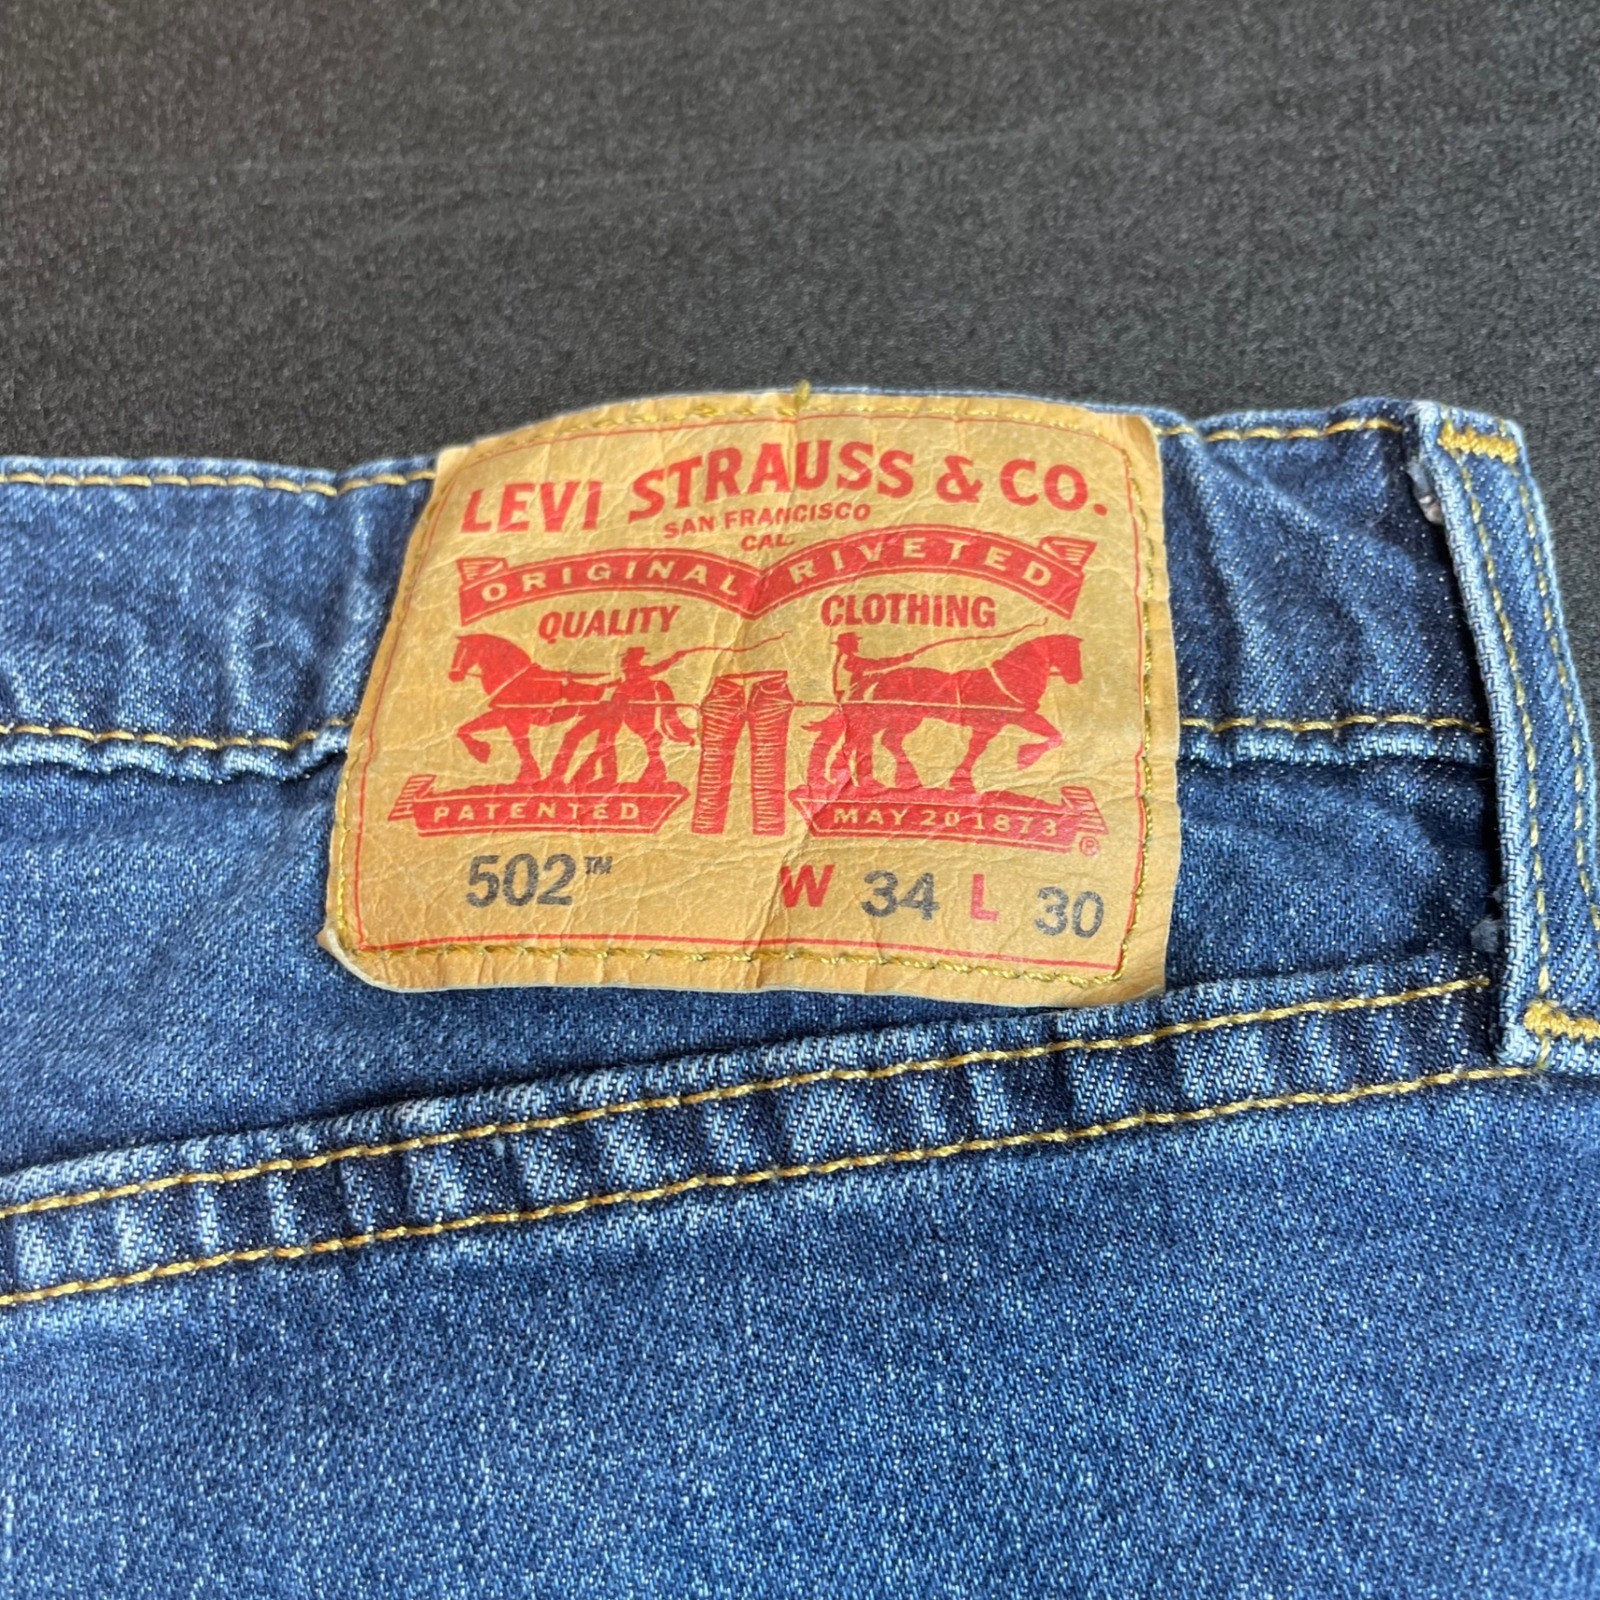 LEVI STRAUSS & CO.
SAN FRANCISCO
CAL.
ORIGINAL RIVETED
QUALITY CLOTHING
PATENTED MAY 20 1873 ®
502™ W 34 L 30